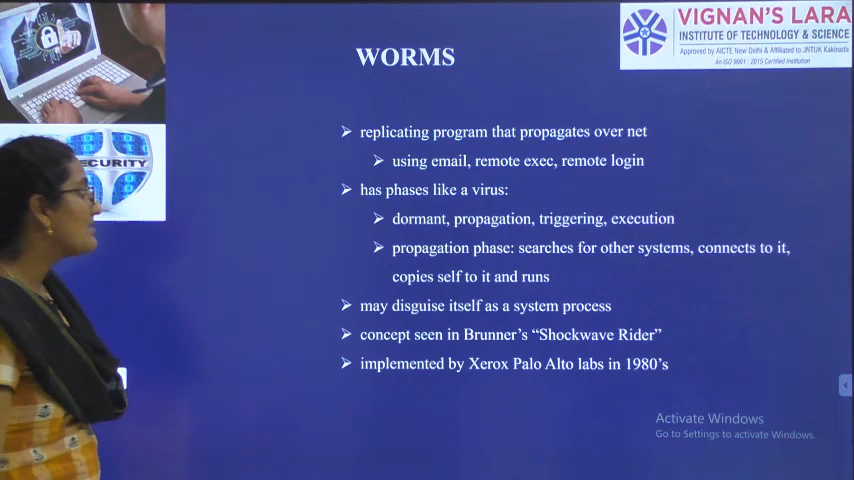 VIGNAN'S LARA
INSTITUTE OF TECHNOLOGY & SCIENCE
Approved by AICTE New Delhi & Affiliated to JNTUK Kakinada
An ISO 9001 : 2015 Certified Institution
WORMS
ECURITY
➢ replicating program that propagates over net
➢ using email, remote exec, remote login
➢ has phases like a virus:
➢ dormant, propagation, triggering, execution
➢ propagation phase: searches for other systems, connects to it,
copies self to it and runs
➢ may disguise itself as a system process
➢ concept seen in Brunner's “Shockwave Rider”
➢ implemented by Xerox Palo Alto labs in 1980's
Activate Windows
Go to Settings to activate Windows.